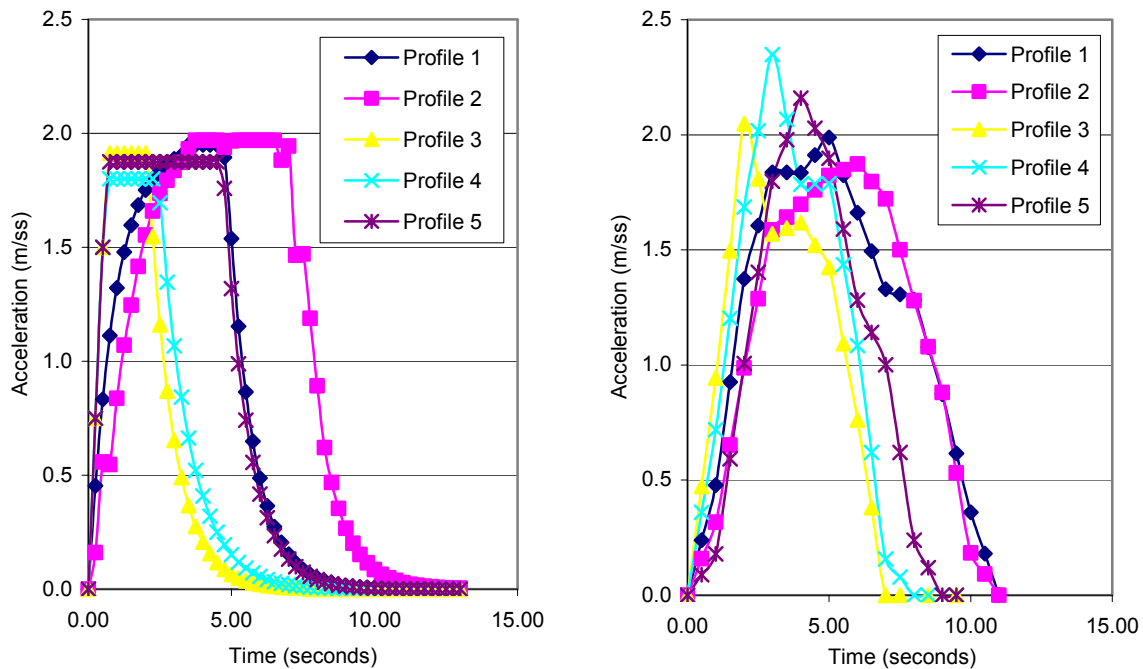 2.5
2.0
1.5
1.0
0.5
0.0
Acceleration (m/ss)
0.00
5.00
10.00
15.00
Time (seconds)
Profile 1
Profile 2
Profile 3
Profile 4
Profile 5
2.5
2.0
1.5
1.0
0.5
0.0
Acceleration (m/ss)
0.00
5.00
10.00
15.00
Time (seconds)
Profile 1
Profile 2
Profile 3
Profile 4
Profile 5